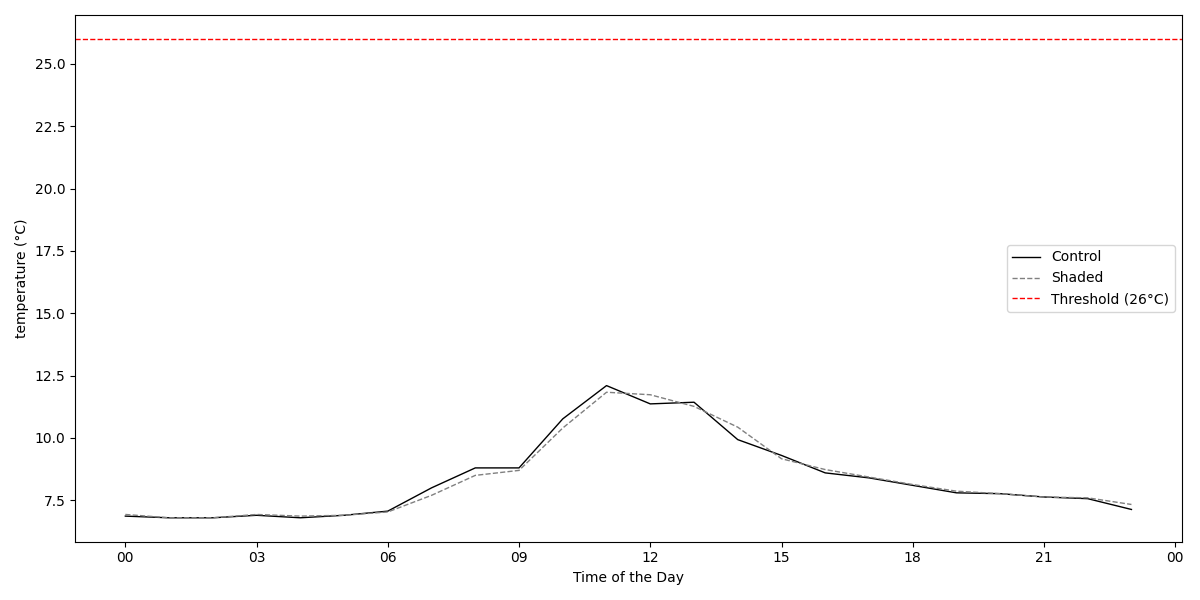 25.0
22.5
20.0
17.5
15.0
12.5
10.0
7.5
temperature (°C)
Control
Shaded
Threshold (26°C)
00 03 06 09 12 15 18 21 00
Time of the Day